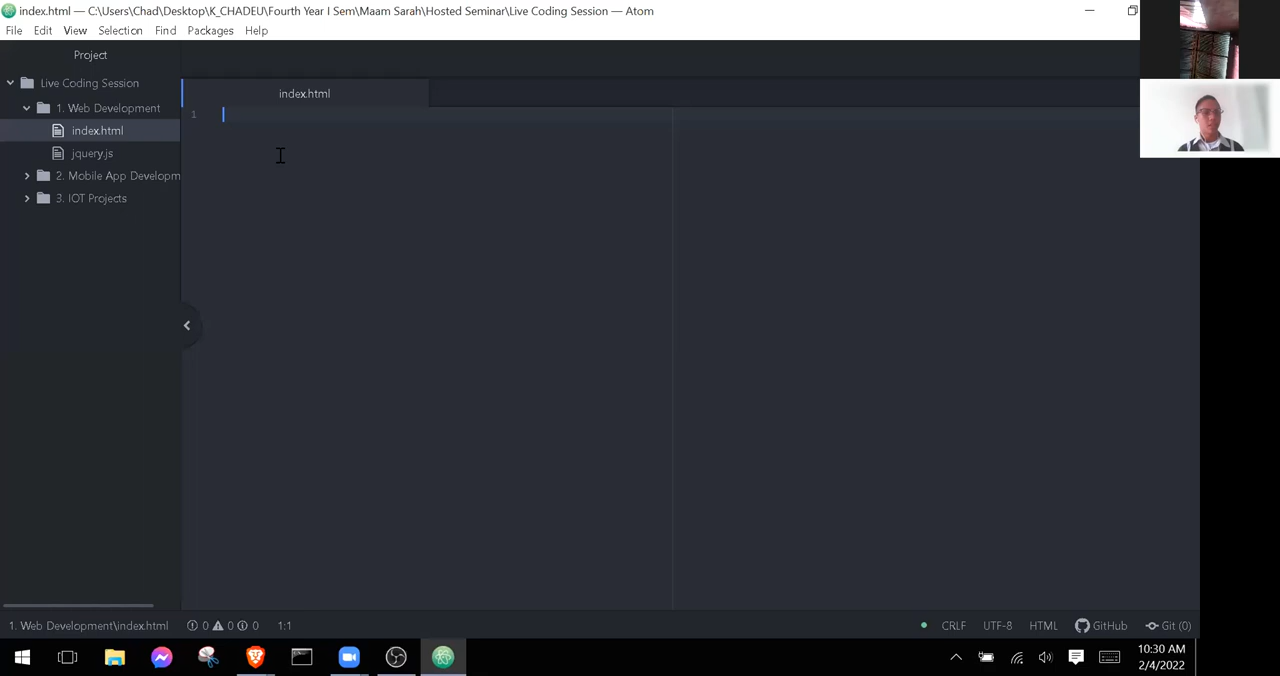 index.html — C:\Users\Chad\Desktop\K_CHADEU\Fourth Year I Sem\Maam Sarah\Hosted Seminar\Live Coding Session — Atom
File Edit View Selection Find Packages Help
Project
Live Coding Session
index.html
1. Web Development
1
index.html
jquery.js
2. Mobile App Developm
3. IOT Projects
1. Web Development\index.html 0 0 0 1:1 CRLF UTF-8 HTML GitHub Git (0)
10:30 AM
2/4/2022